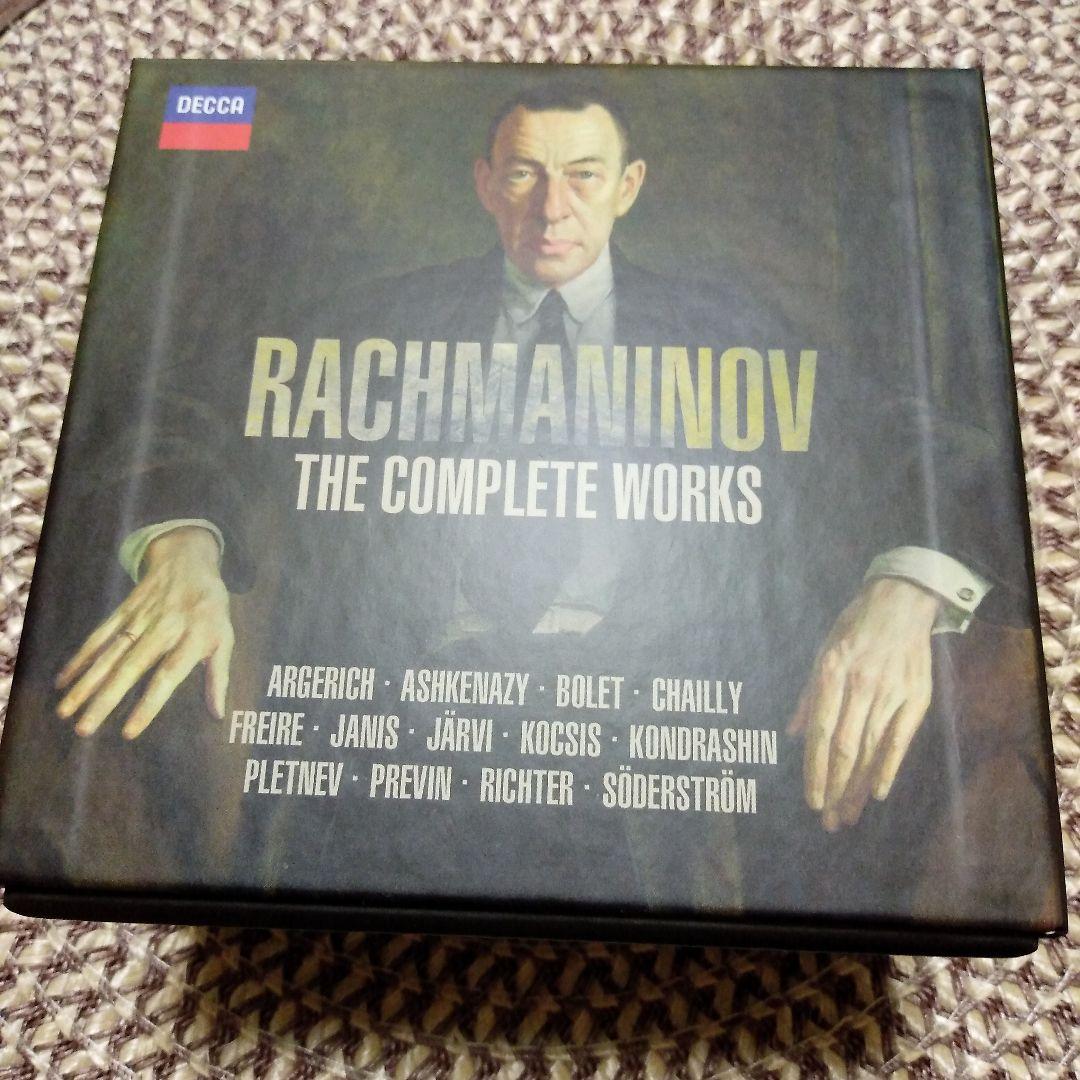 DECCA
RACHMANINOV
THE COMPLETE WORKS
ARGERICH · ASHKENAZY · BOLET · CHAILLY
FREIRE · JANIS · JÄRVI · KOCSIS · KONDRASHIN
PLETNEV · PREVIN · RICHTER · SÖDERSTRÖM